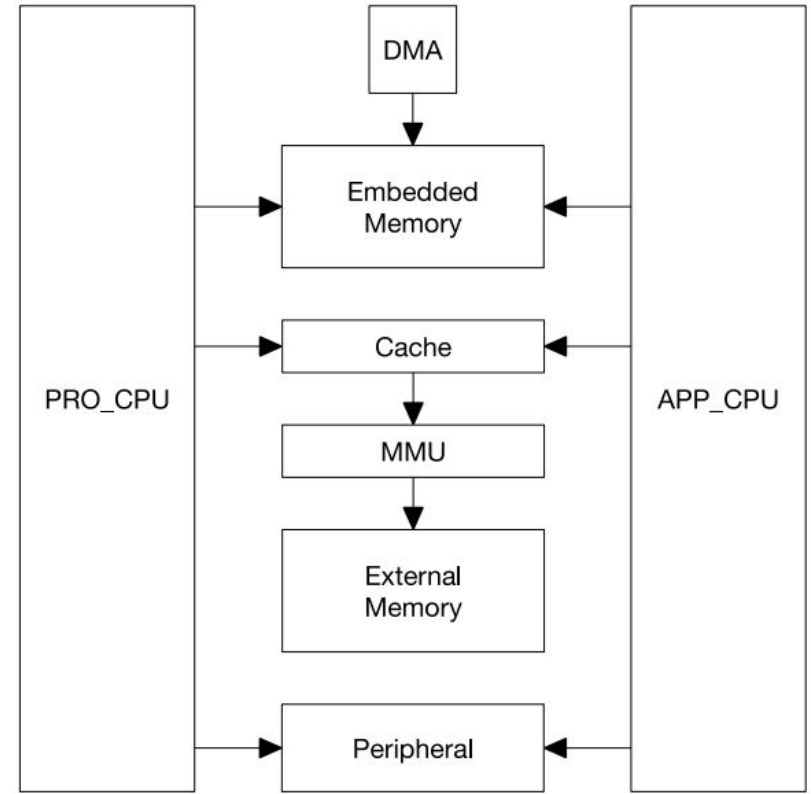 DMA
Embedded
Memory
Cache
PRO_CPU
APP_CPU
MMU
External
Memory
Peripheral